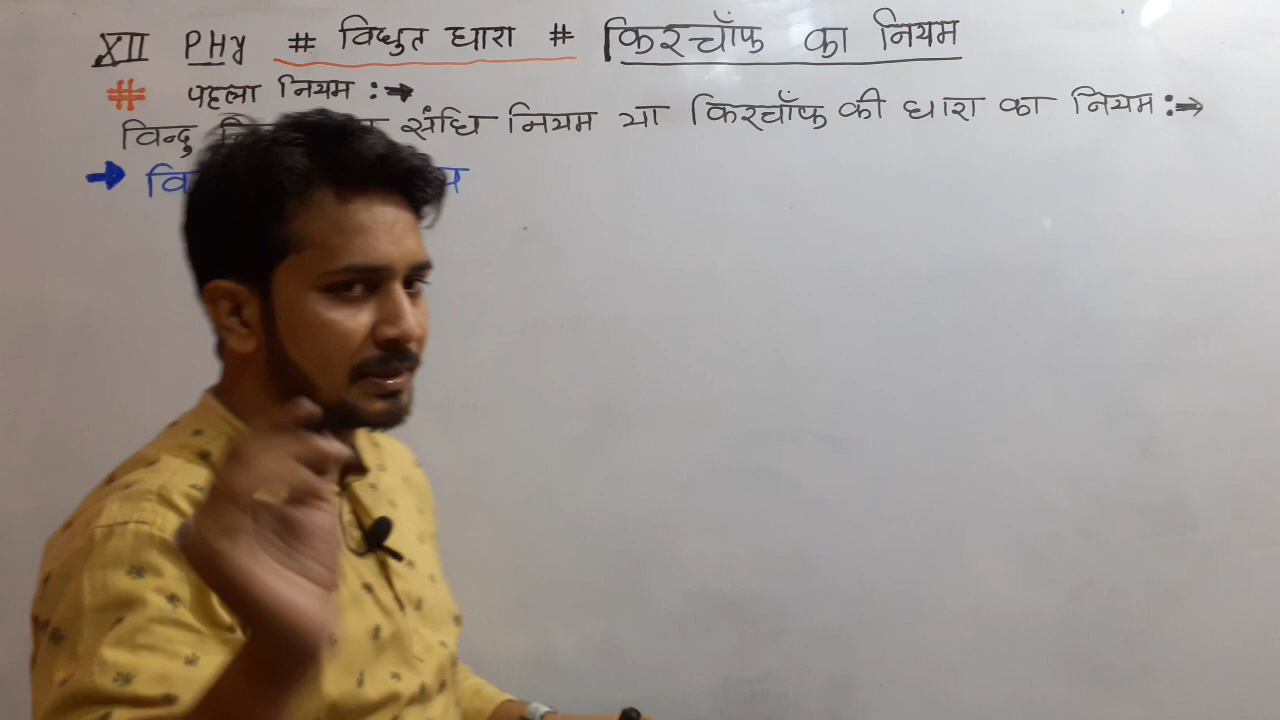 XII PHy # विधुत धारा # किरचॉफ का नियम
# पहला नियम :→
विन्दु संधि नियम या किरचॉफ की धारा का नियम :→
→